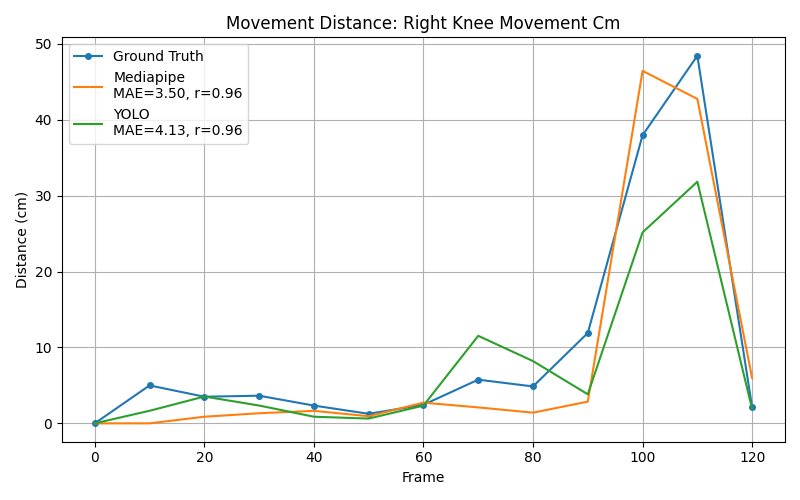 Movement Distance: Right Knee Movement Cm
Ground Truth
Mediapipe
MAE=3.50, r=0.96
YOLO
MAE=4.13, r=0.96
Distance (cm)
50
40
30
20
10
0
0 20 40 60 80 100 120
Frame